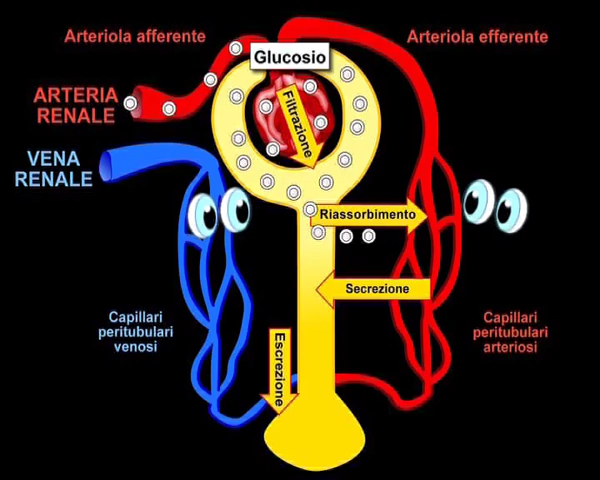 Arteriola afferente
Arteriola efferente
Glucosio
ARTERIA
RENALE
Filtrazione
VENA
RENALE
Riassorbimento
Secrezione
Capillari
peritubulari
venosi
Capillari
peritubulari
arteriosi
Escrezione